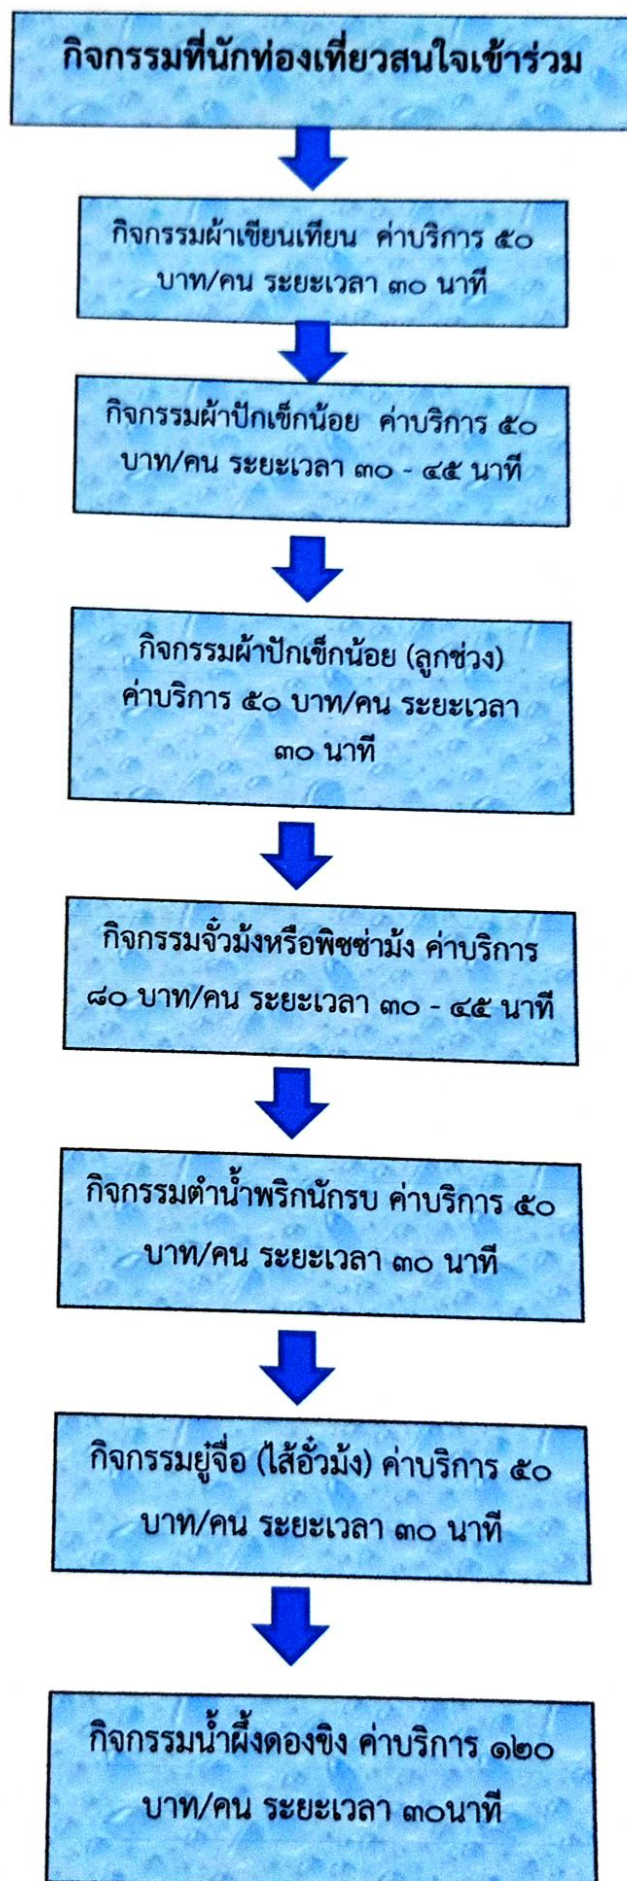 กิจกรรมที่นักท่องเที่ยวสนใจเข้าร่วม
กิจกรรมผ้าเขียนเทียน ค่าบริการ ๕๐
บาท/คน ระยะเวลา ๓๐ นาที
กิจกรรมผ้าปักเข็กน้อย ค่าบริการ ๕๐
บาท/คน ระยะเวลา ๓๐ - ๔๕ นาที
กิจกรรมผ้าปักเข็กน้อย (ลูกช่วง)
ค่าบริการ ๕๐ บาท/คน ระยะเวลา
๓๐ นาที
กิจกรรมจั๊วม้งหรือพิซซ่าม้ง ค่าบริการ
๘๐ บาท/คน ระยะเวลา ๓๐ - ๔๕ นาที
กิจกรรมตำน้ำพริกนักรบ ค่าบริการ ๕๐
บาท/คน ระยะเวลา ๓๐ นาที
กิจกรรมยู๋จื่อ (ไส้อั๋วม้ง) ค่าบริการ ๕๐
บาท/คน ระยะเวลา ๓๐ นาที
กิจกรรมน้ำผึ้งดองขิง ค่าบริการ ๑๒๐
บาท/คน ระยะเวลา ๓๐นาที